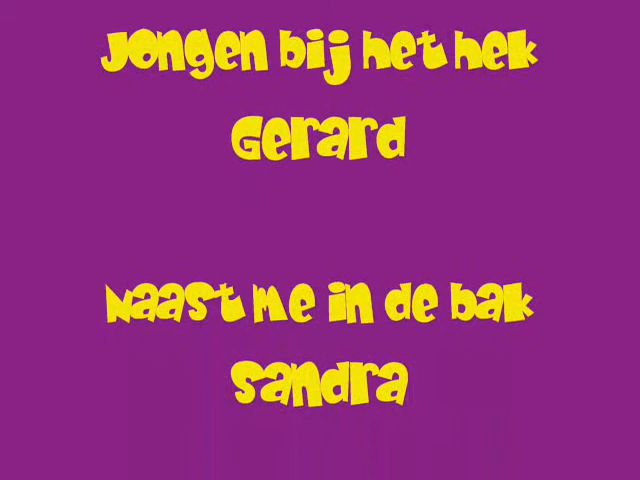 Jongen bij het hek
Gerard
Naast me in de bak
Sandra